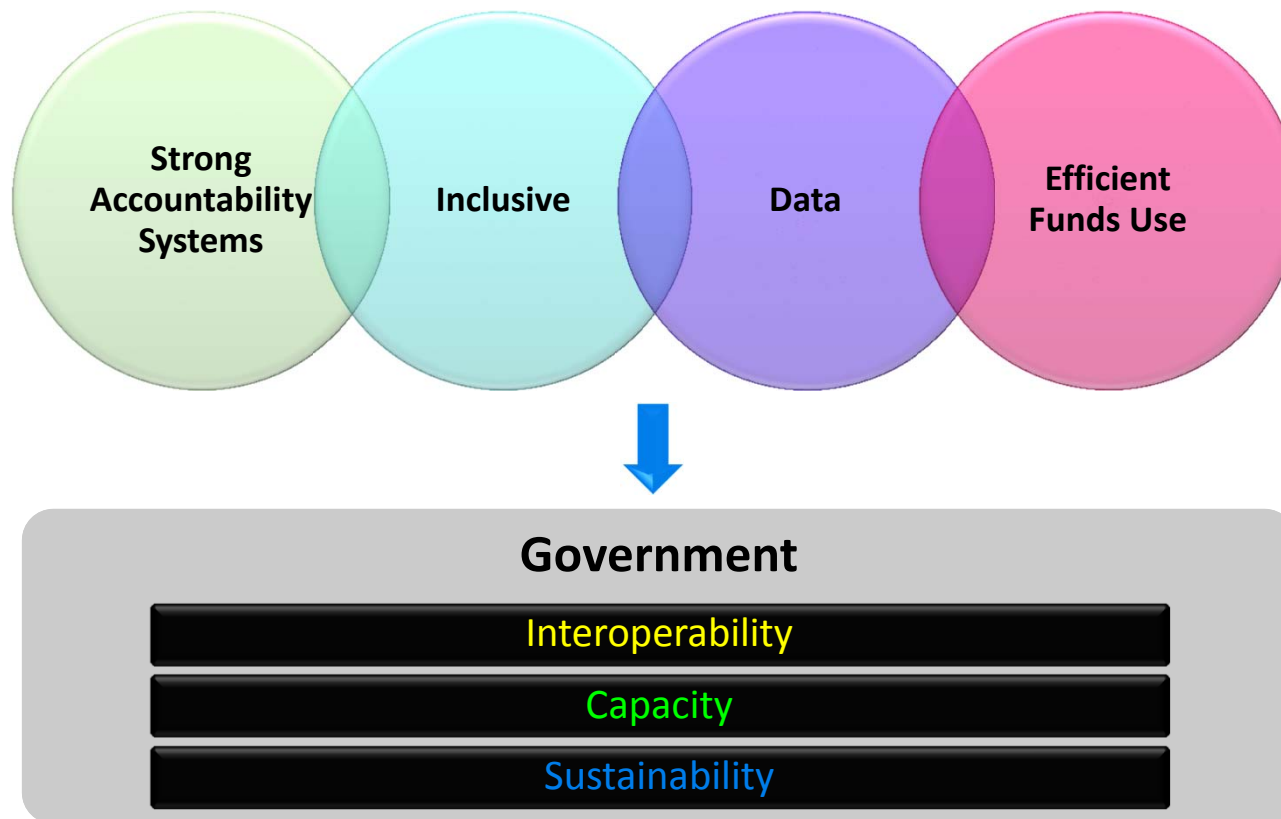 Strong
Accountability
Systems
Inclusive
Data
Efficient
Funds Use
Government
Interoperability
Capacity
Sustainability